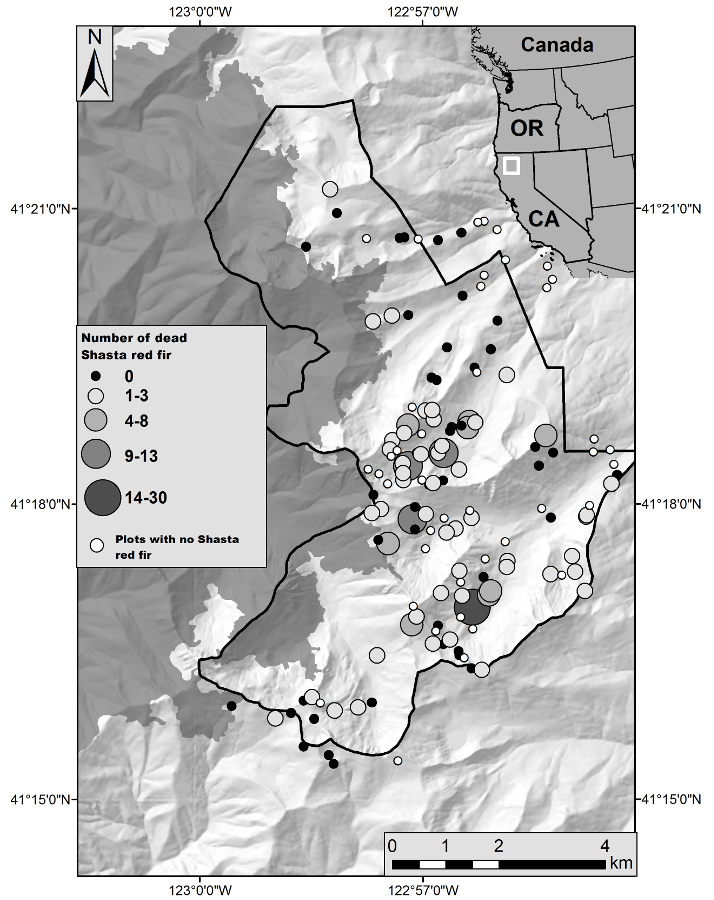 123°0'0"W 122°57'0"W
N
Canada
OR
CA
41°21'0"N 41°21'0"N
Number of dead
Shasta red fir
0
1-3
4-8
9-13
14-30
Plots with no Shasta
red fir
41°18'0"N 41°18'0"N
41°15'0"N 41°15'0"N
0 1 2 4
km
123°0'0"W 122°57'0"W